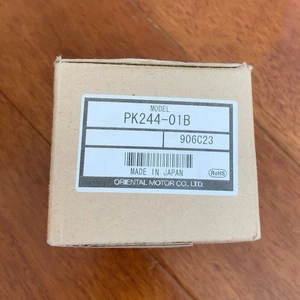 MODEL
PK244-01B
906C23
MADE IN JAPAN
RoHS
ORIENTAL MOTOR CO., LTD.